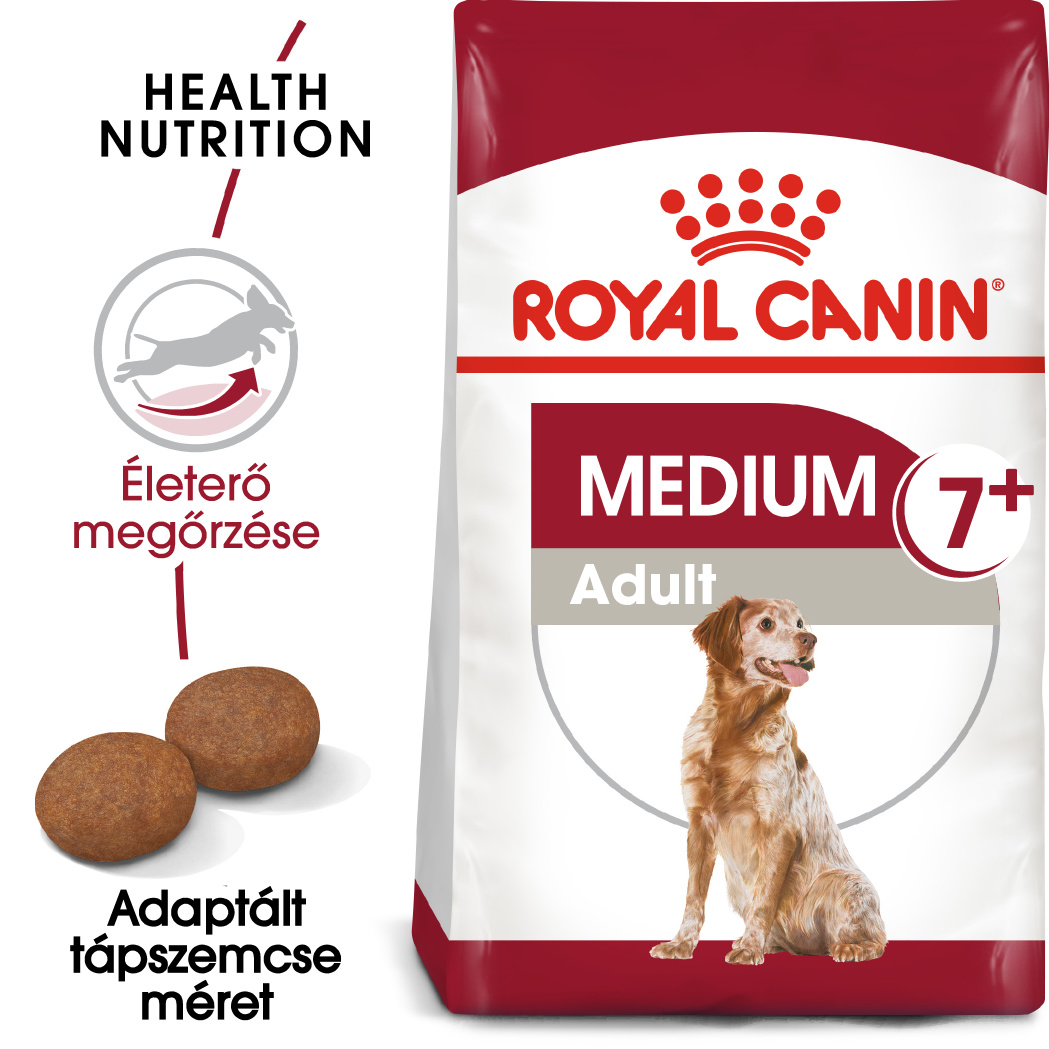 HEALTH
NUTRITION
Életerő
megőrzése
Adaptált
tápszemcse
méret
ROYAL CANIN®
MEDIUM 7+
Adult